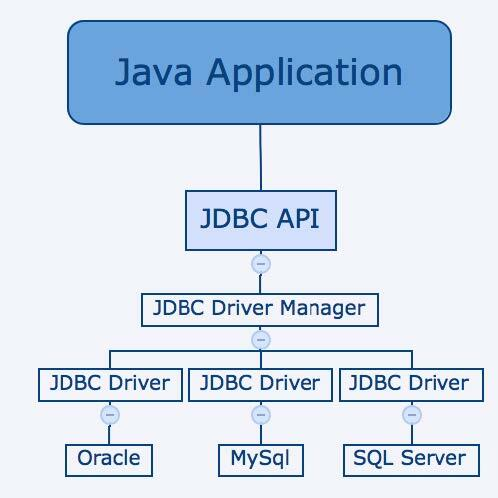 Java Application
JDBC API
JDBC Driver Manager
JDBC Driver
JDBC Driver
JDBC Driver
Oracle
MySql
SQL Server